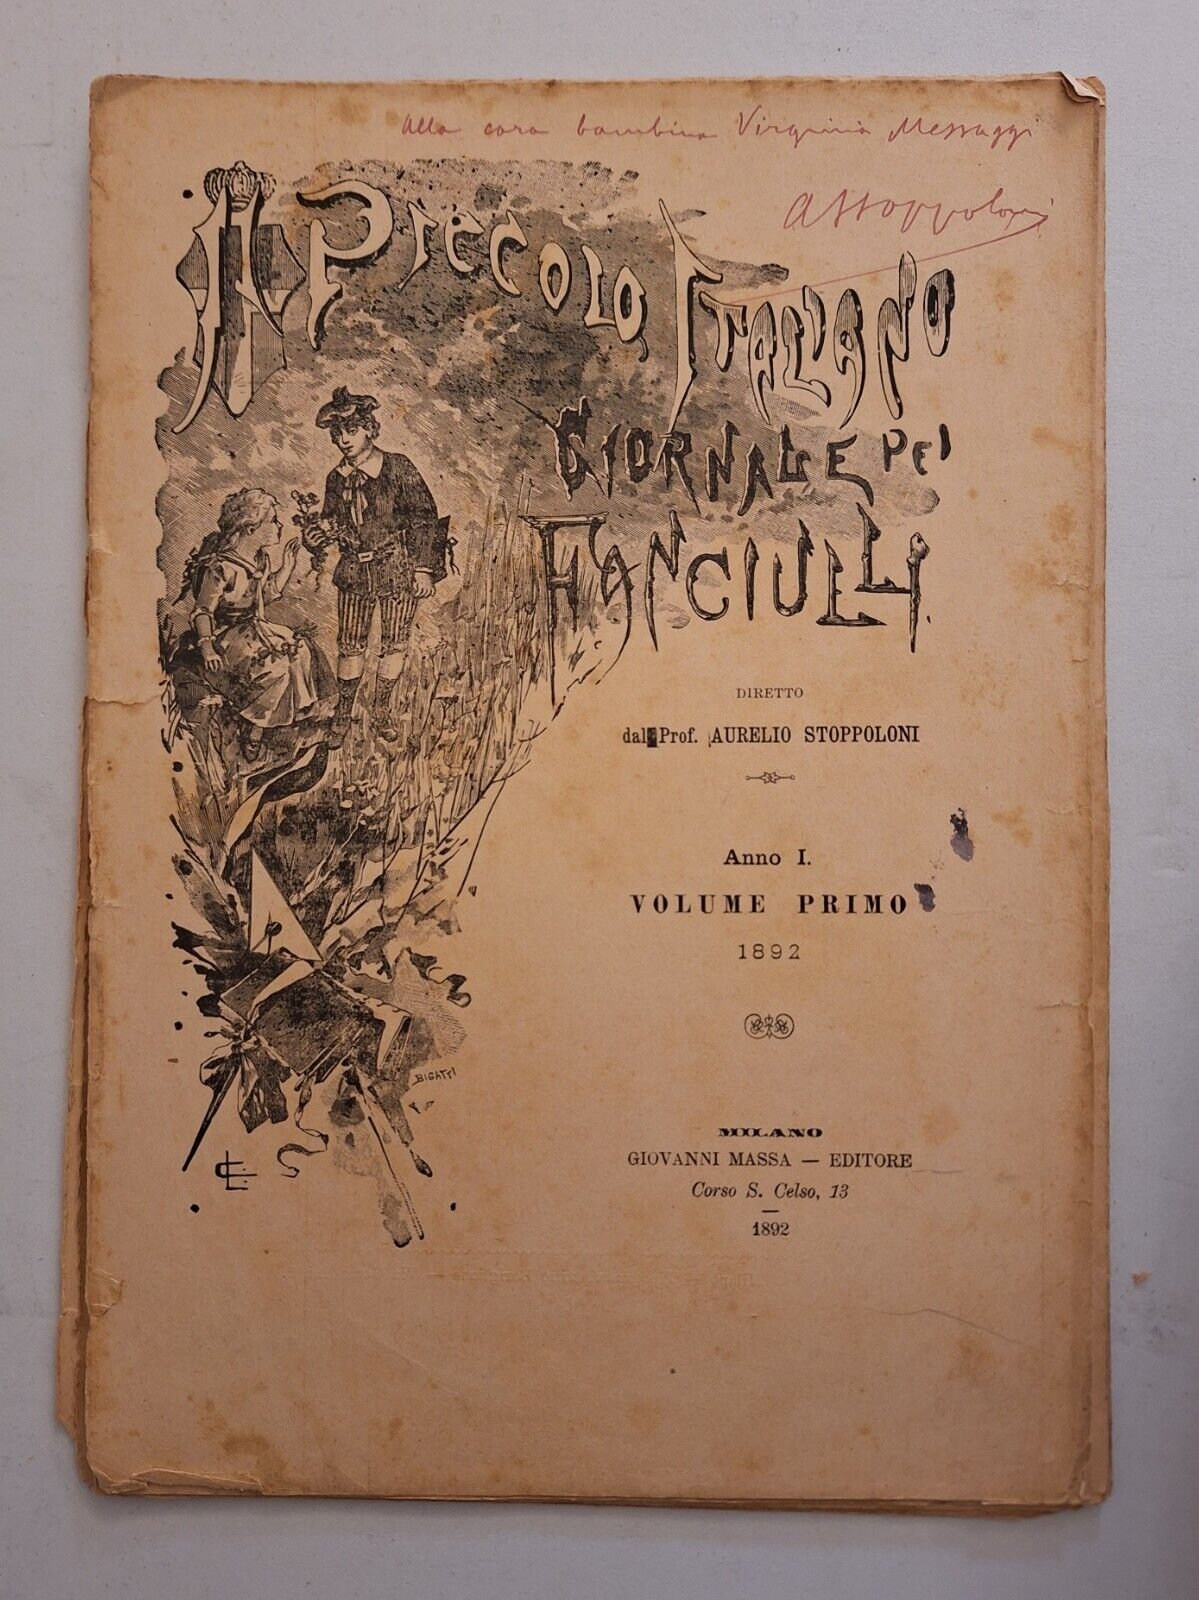 Alla cara bambina Virginia Messaggi
AStoppoloni
Il Piccolo Italiano
Giornale pei
Fanciulli.
DIRETTO
dal Prof. AURELIO STOPPOLONI
Anno I.
VOLUME PRIMO
1892
BIGATTI
MILANO
GIOVANNI MASSA — EDITORE
Corso S. Celso, 13
1892